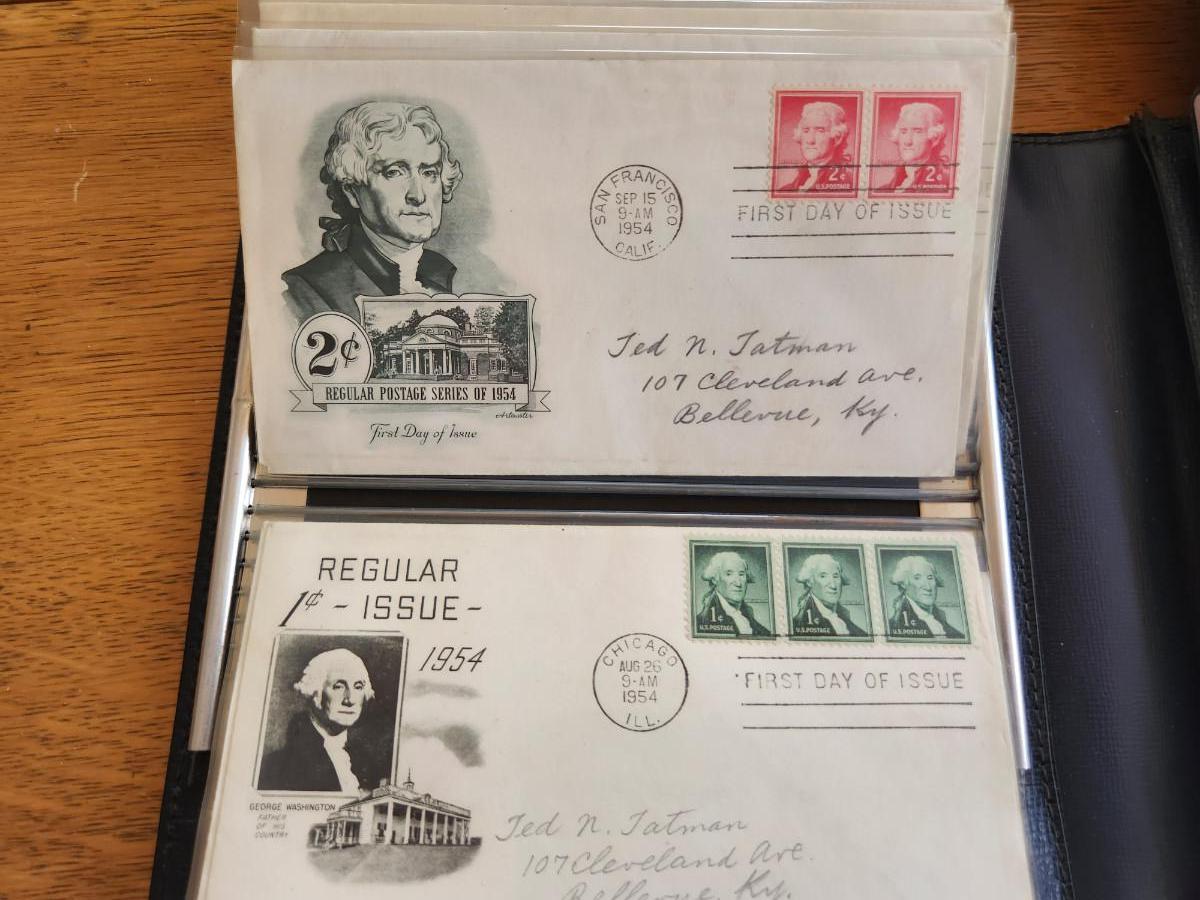 2¢
U.S. POSTAGE
2¢
SAN FRANCISCO
SEP 15
9-AM
1954
CALIF.
FIRST DAY OF ISSUE
2¢
REGULAR POSTAGE SERIES OF 1954
Artmaster
First Day of Issue
Ted N. Tatman
107 Cleveland Ave.
Bellevue, Ky.
REGULAR
1¢ - ISSUE -
1954
GEORGE WASHINGTON
FATHER
OF HIS
COUNTRY
1¢
U.S. POSTAGE
1¢
U.S. POSTAGE
1¢
U.S. POSTAGE
CHICAGO
AUG 26
9-AM
1954
ILL.
FIRST DAY OF ISSUE
Ted N. Tatman
107 Cleveland Ave.
Bellevue, Ky.